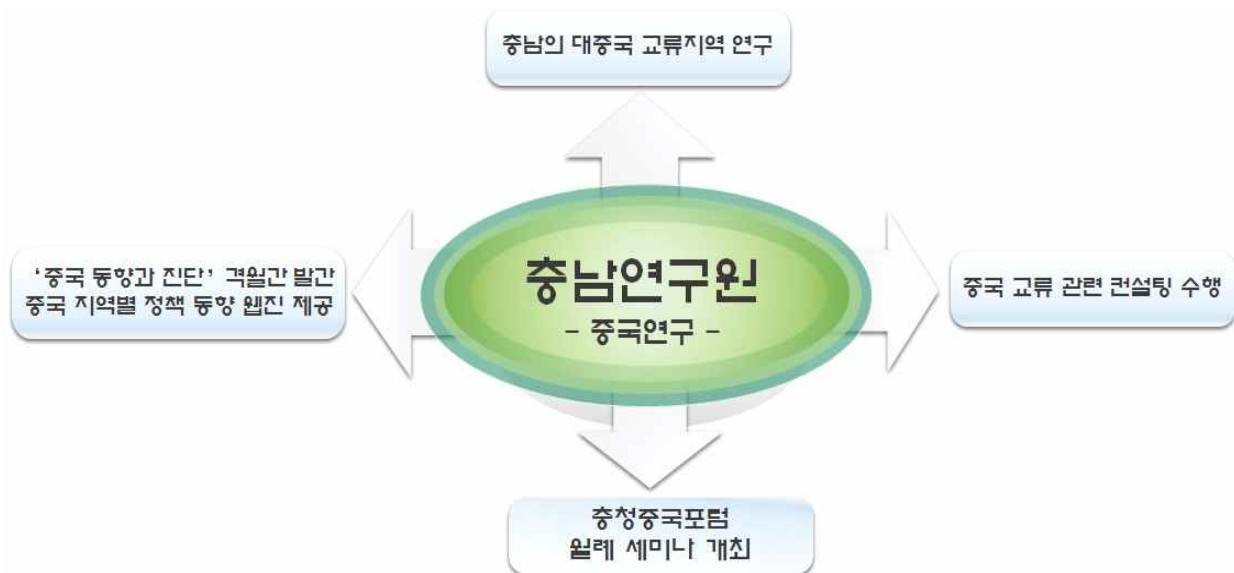 충남의 대중국 교류지역 연구
‘중국 동향과 진단’ 격월간 발간
중국 지역별 정책 동향 웹진 제공
충남연구원
- 중국연구 -
중국 교류 관련 컨설팅 수행
충청중국포럼
월례 세미나 개최